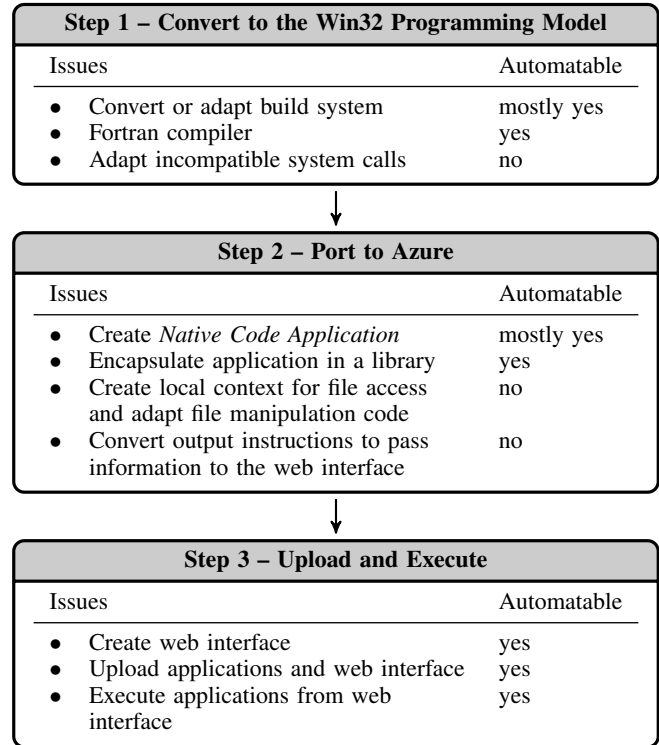 Step 1 – Convert to the Win32 Programming Model
Issues Automatable
• Convert or adapt build system mostly yes
• Fortran compiler yes
• Adapt incompatible system calls no
Step 2 – Port to Azure
Issues Automatable
• Create Native Code Application mostly yes
• Encapsulate application in a library yes
• Create local context for file access no
and adapt file manipulation code
• Convert output instructions to pass no
information to the web interface
Step 3 – Upload and Execute
Issues Automatable
• Create web interface yes
• Upload applications and web interface yes
• Execute applications from web yes
interface